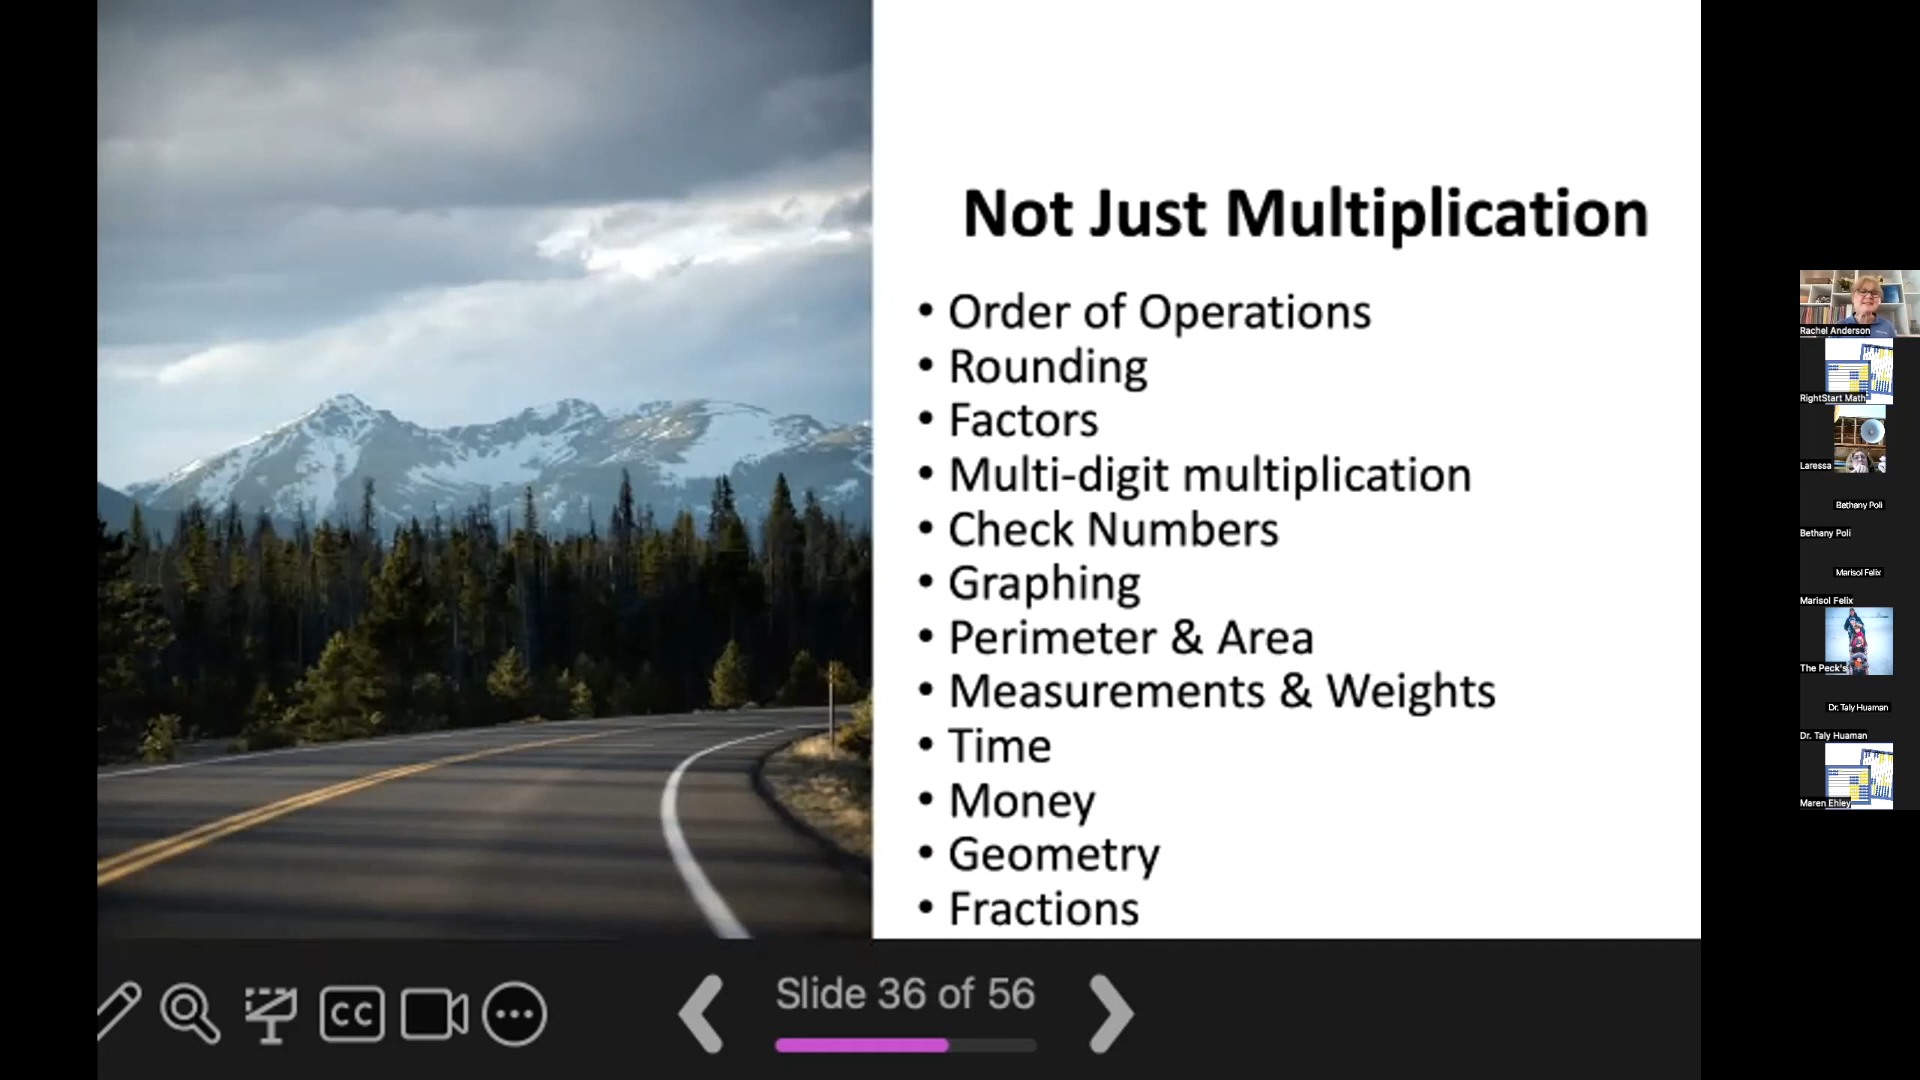 Not Just Multiplication
• Order of Operations
• Rounding
• Factors
• Multi-digit multiplication
• Check Numbers
• Graphing
• Perimeter & Area
• Measurements & Weights
• Time
• Money
• Geometry
• Fractions
CC
Slide 36 of 56
Rachel Anderson
RightStart Math
Laressa
Bethany Poli
Bethany Poli
Marisol Felix
Marisol Felix
The Peck's
Dr. Taly Huaman
Dr. Taly Huaman
Maren Ehley